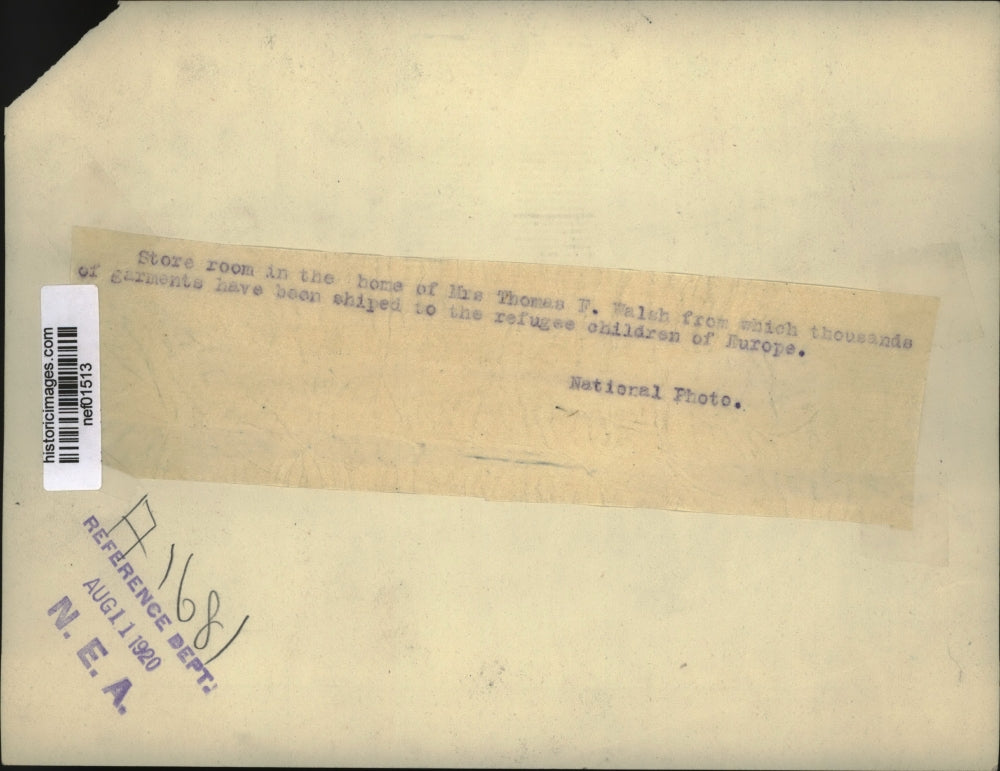 Store room in the home of Mrs Thomas F. Walsh from which thousands
of garments have been shiped to the refugee children of Europe.
National Photo.
historicimages.com
nef01513
A 1681
REFERENCE DEPT.
AUG 11 1920
N. E. A.